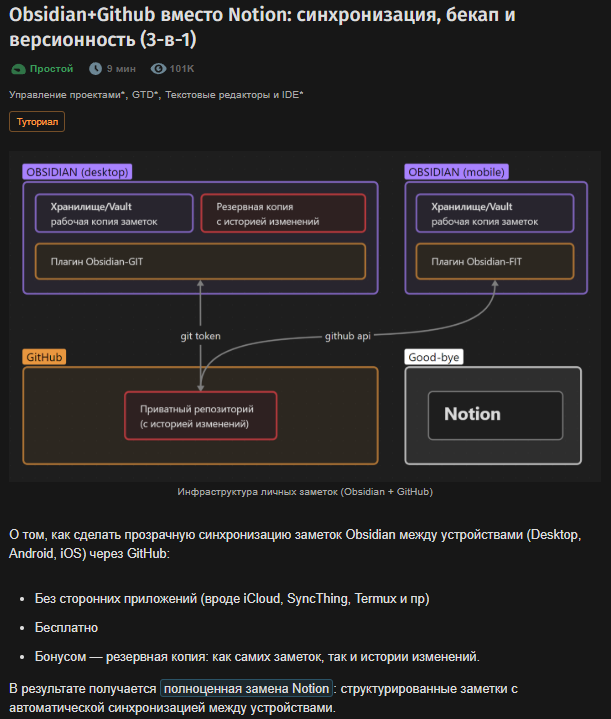 Obsidian+Github вместо Notion: синхронизация, бекап и
версионность (3-в-1)
Простой 9 мин 101K
Управление проектами*, GTD*, Текстовые редакторы и IDE*
Туториал
OBSIDIAN (desktop)
Хранилище/Vault
рабочая копия заметок
Резервная копия
с историей изменений
Плагин Obsidian-GIT
OBSIDIAN (mobile)
Хранилище/Vault
рабочая копия заметок
Плагин Obsidian-FIT
git token
github api
GitHub
Приватный репозиторий
(с историей изменений)
Good-bye
Notion
Инфраструктура личных заметок (Obsidian + GitHub)
О том, как сделать прозрачную синхронизацию заметок Obsidian между устройствами (Desktop,
Android, iOS) через GitHub:
• Без сторонних приложений (вроде iCloud, SyncThing, Termux и пр)
• Бесплатно
• Бонусом — резервная копия: как самих заметок, так и истории изменений.
В результате получается полноценная замена Notion: структурированные заметки с
автоматической синхронизацией между устройствами.